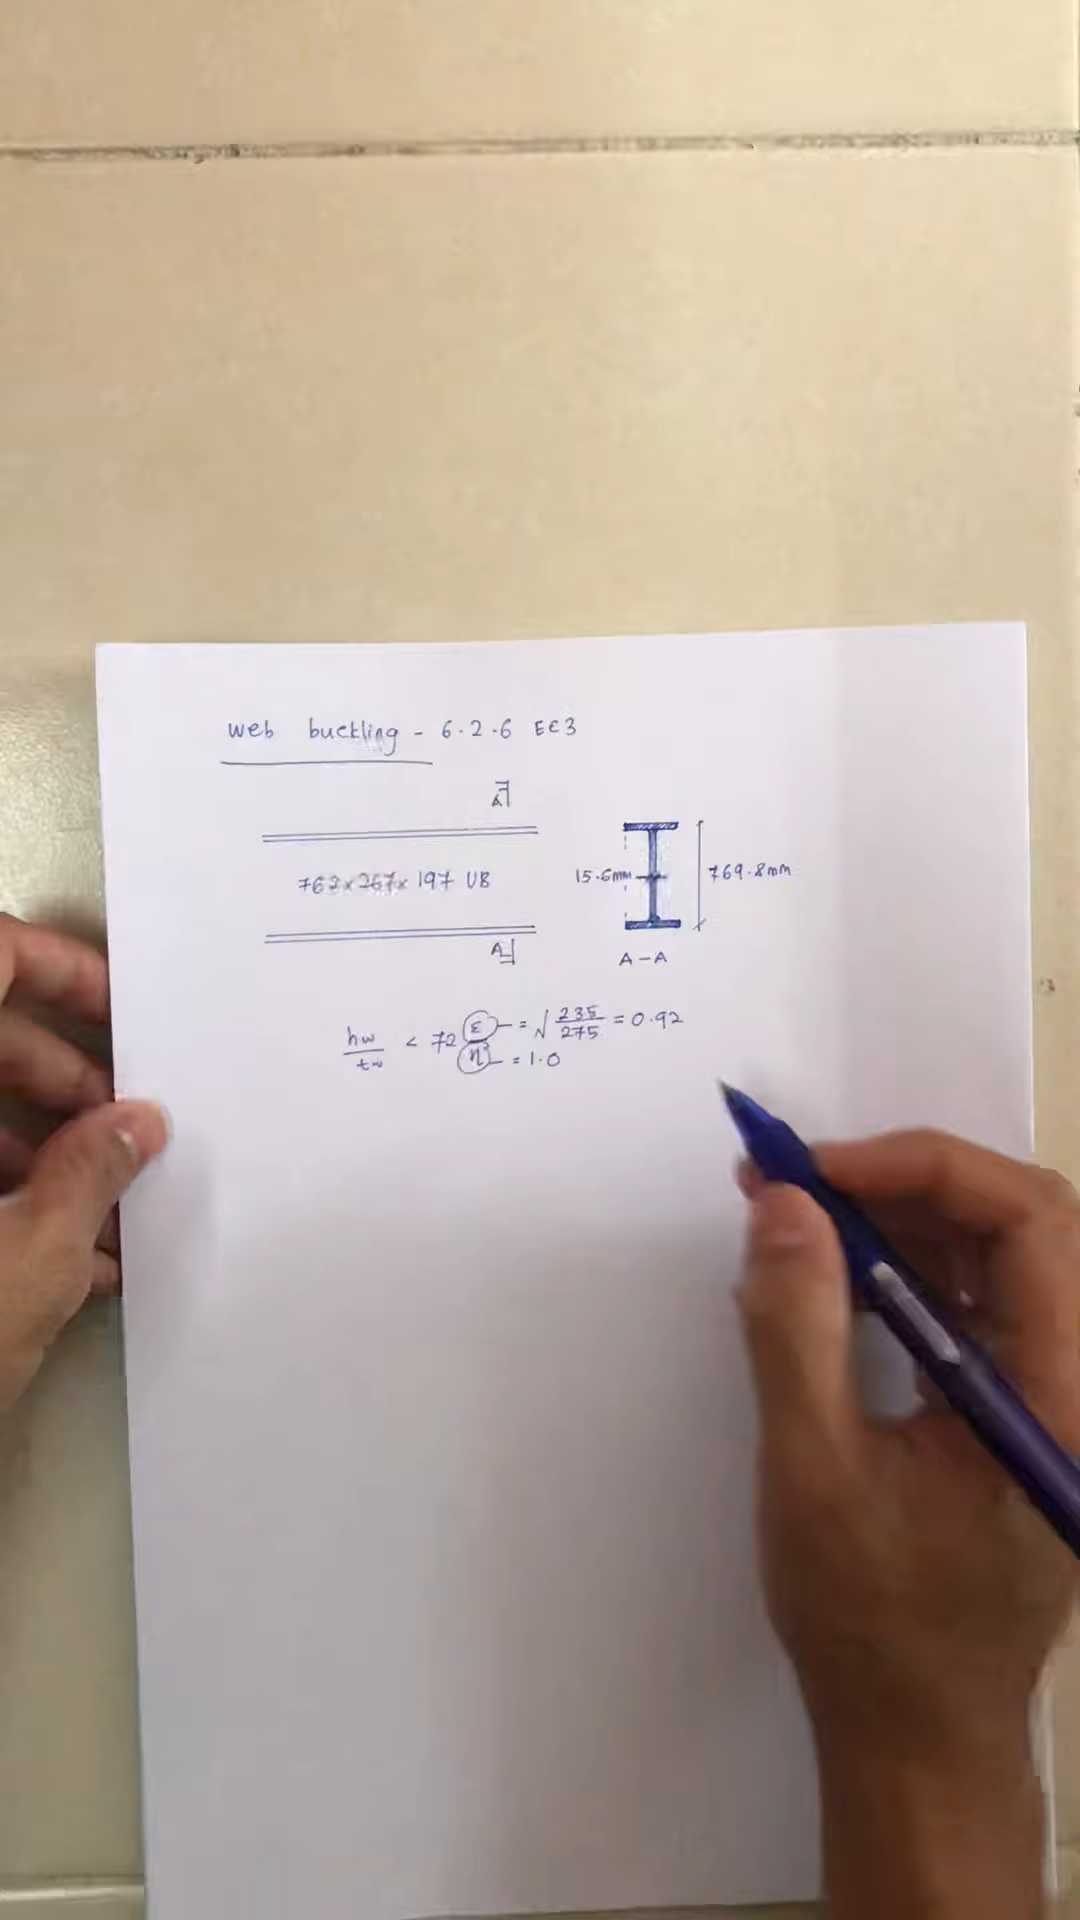 web buckling - 6.2.6 EC3
A
762x267x 197 UB
15.6mm
769.8mm
A
A-A
hw/tw < 72 ε/η
ε = √235/275 = 0.92
η = 1.0